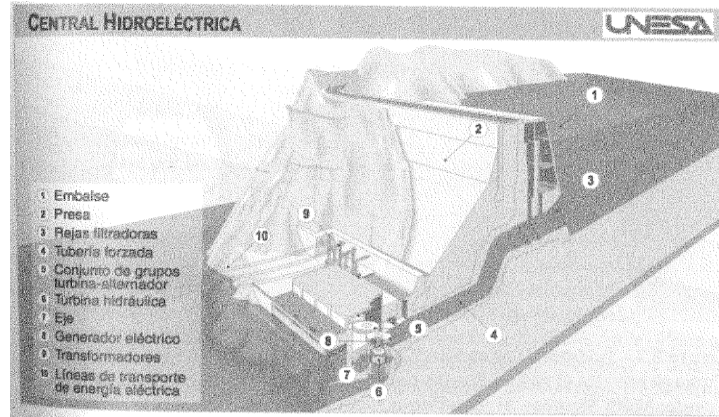 CENTRAL HIDROELÉCTRICA
UNESA
1 Embalse
2 Presa
3 Rejas filtradoras
4 Tubería forzada
5 Conjunto de grupos
turbina-alternador
6 Turbina hidráulica
7 Eje
8 Generador eléctrico
9 Transformadores
10 Líneas de transporte
de energía eléctrica
1
2
3
9
10
5
8
4
7
6